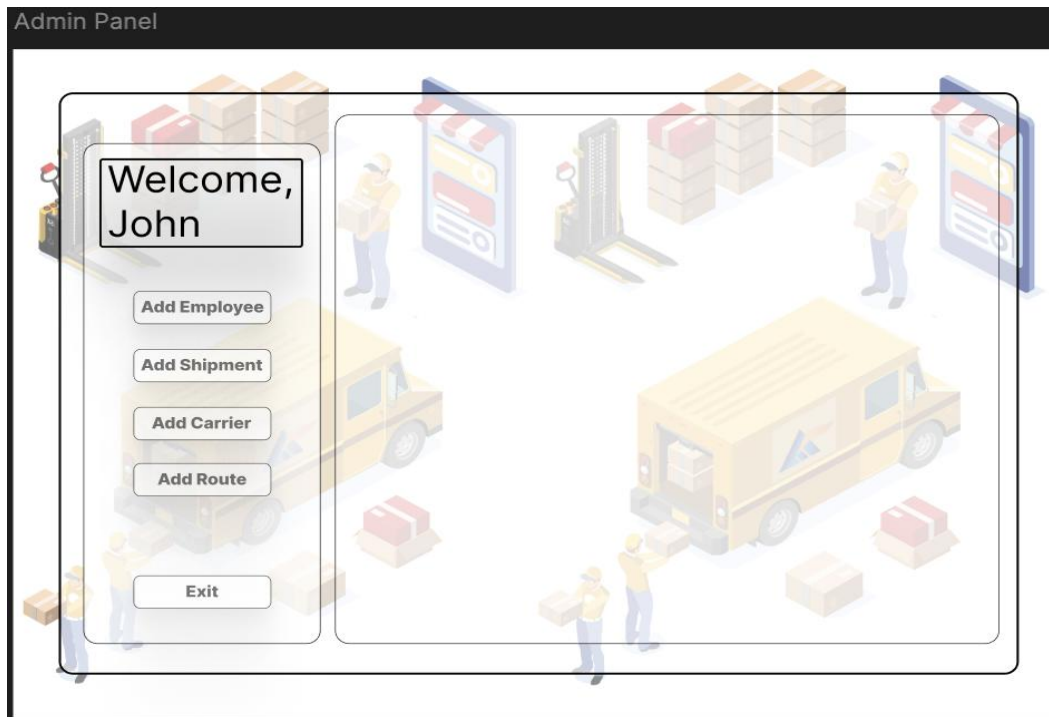 Admin Panel
Welcome,
John
Add Employee
Add Shipment
Add Carrier
Add Route
Exit